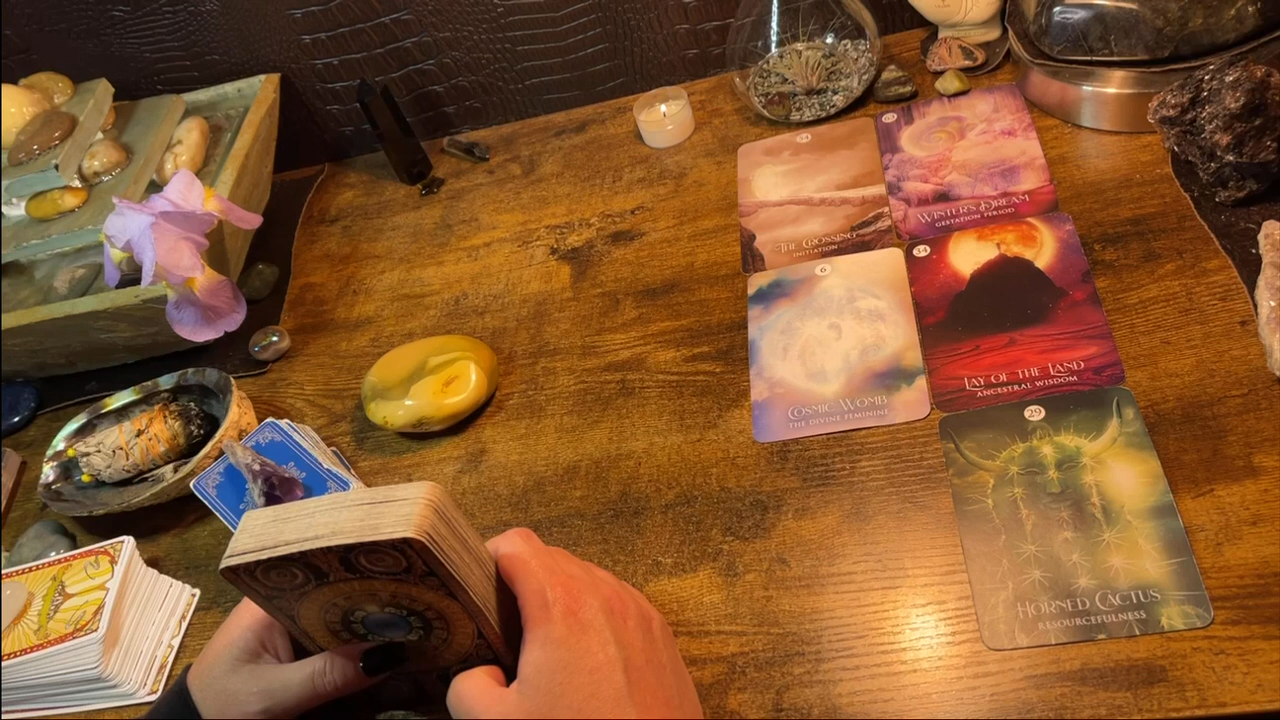 THE CROSSING
INITIATION
WINTER'S DREAM
GESTATION PERIOD
6
COSMIC WOMB
THE DIVINE FEMININE
34
LAY OF THE LAND
ANCESTRAL WISDOM
29
HORNED CACTUS
RESOURCEFULNESS